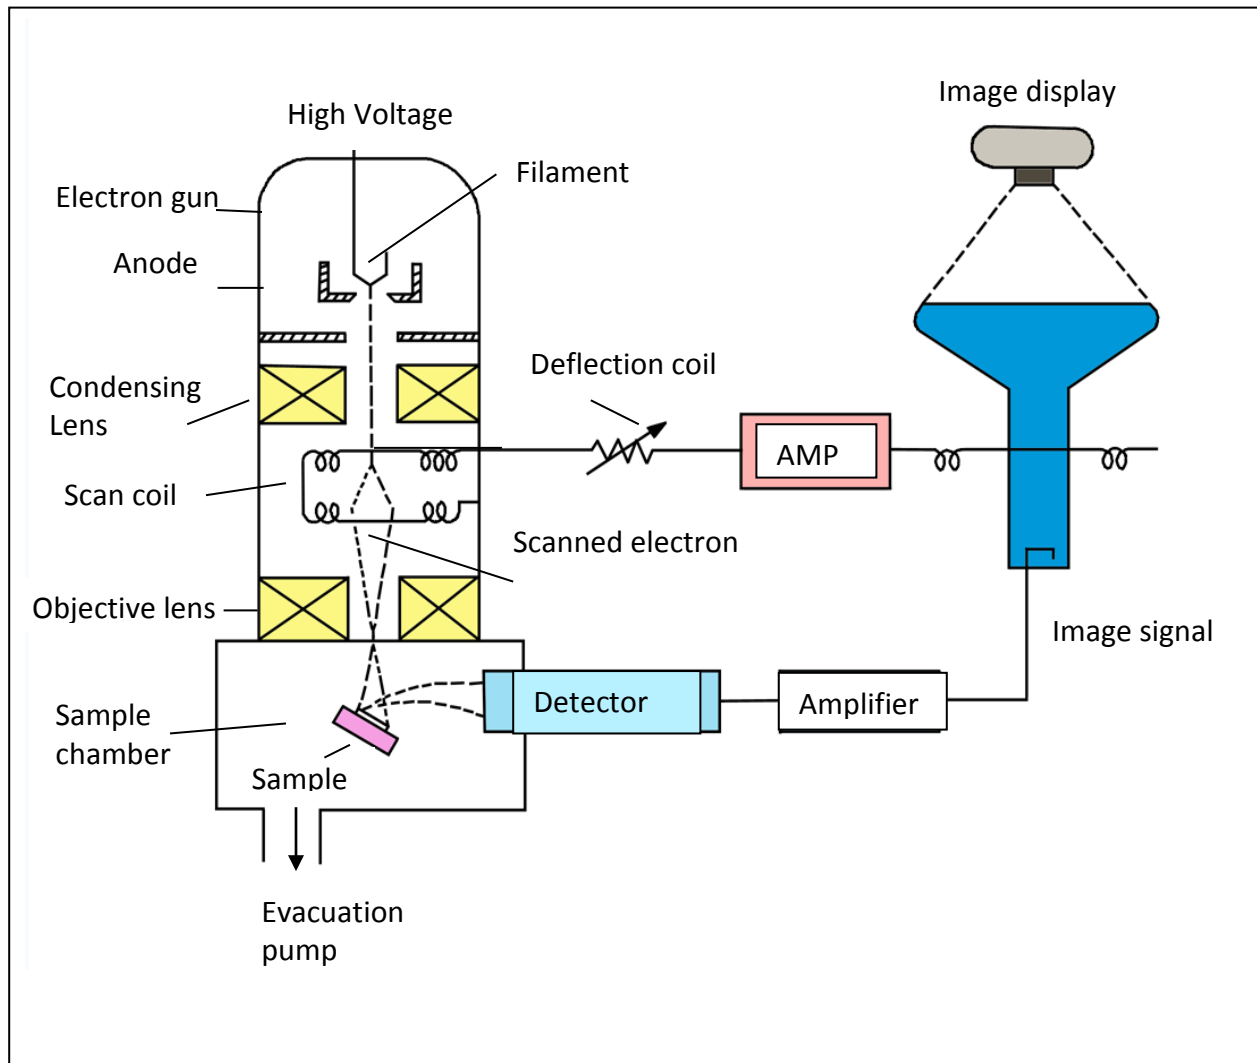 High Voltage
Image display
Filament
Electron gun
Anode
Deflection coil
Condensing
Lens
AMP
Scan coil
Scanned electron
Objective lens
Image signal
Detector
Amplifier
Sample
chamber
Sample
Evacuation
pump